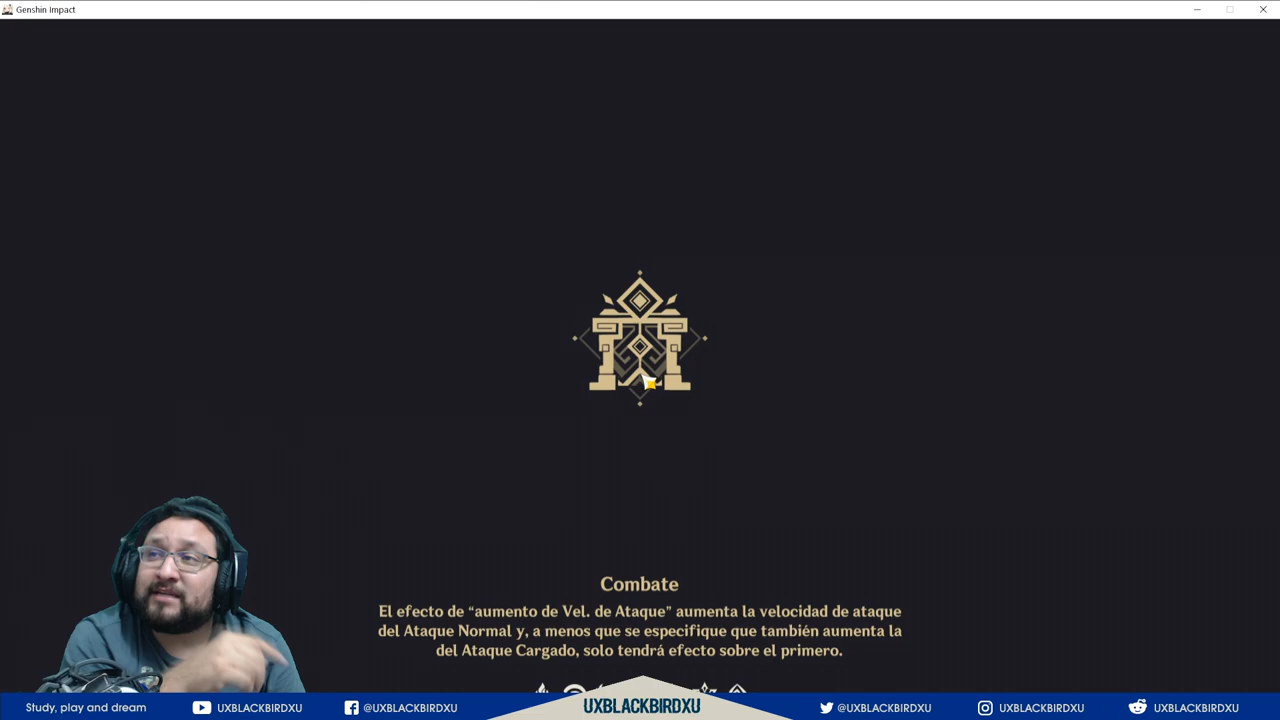 Genshin Impact
Combate
El efecto de “aumento de Vel. de Ataque” aumenta la velocidad de ataque
del Ataque Normal y, a menos que se especifique que también aumenta la
del Ataque Cargado, solo tendrá efecto sobre el primero.
Study, play and dream
UXBLACKBIRDXU
@UXBLACKBIRDXU
UXBLACKBIRDXU
@UXBLACKBIRDXU
UXBLACKBIRDXU
UXBLACKBIRDXU